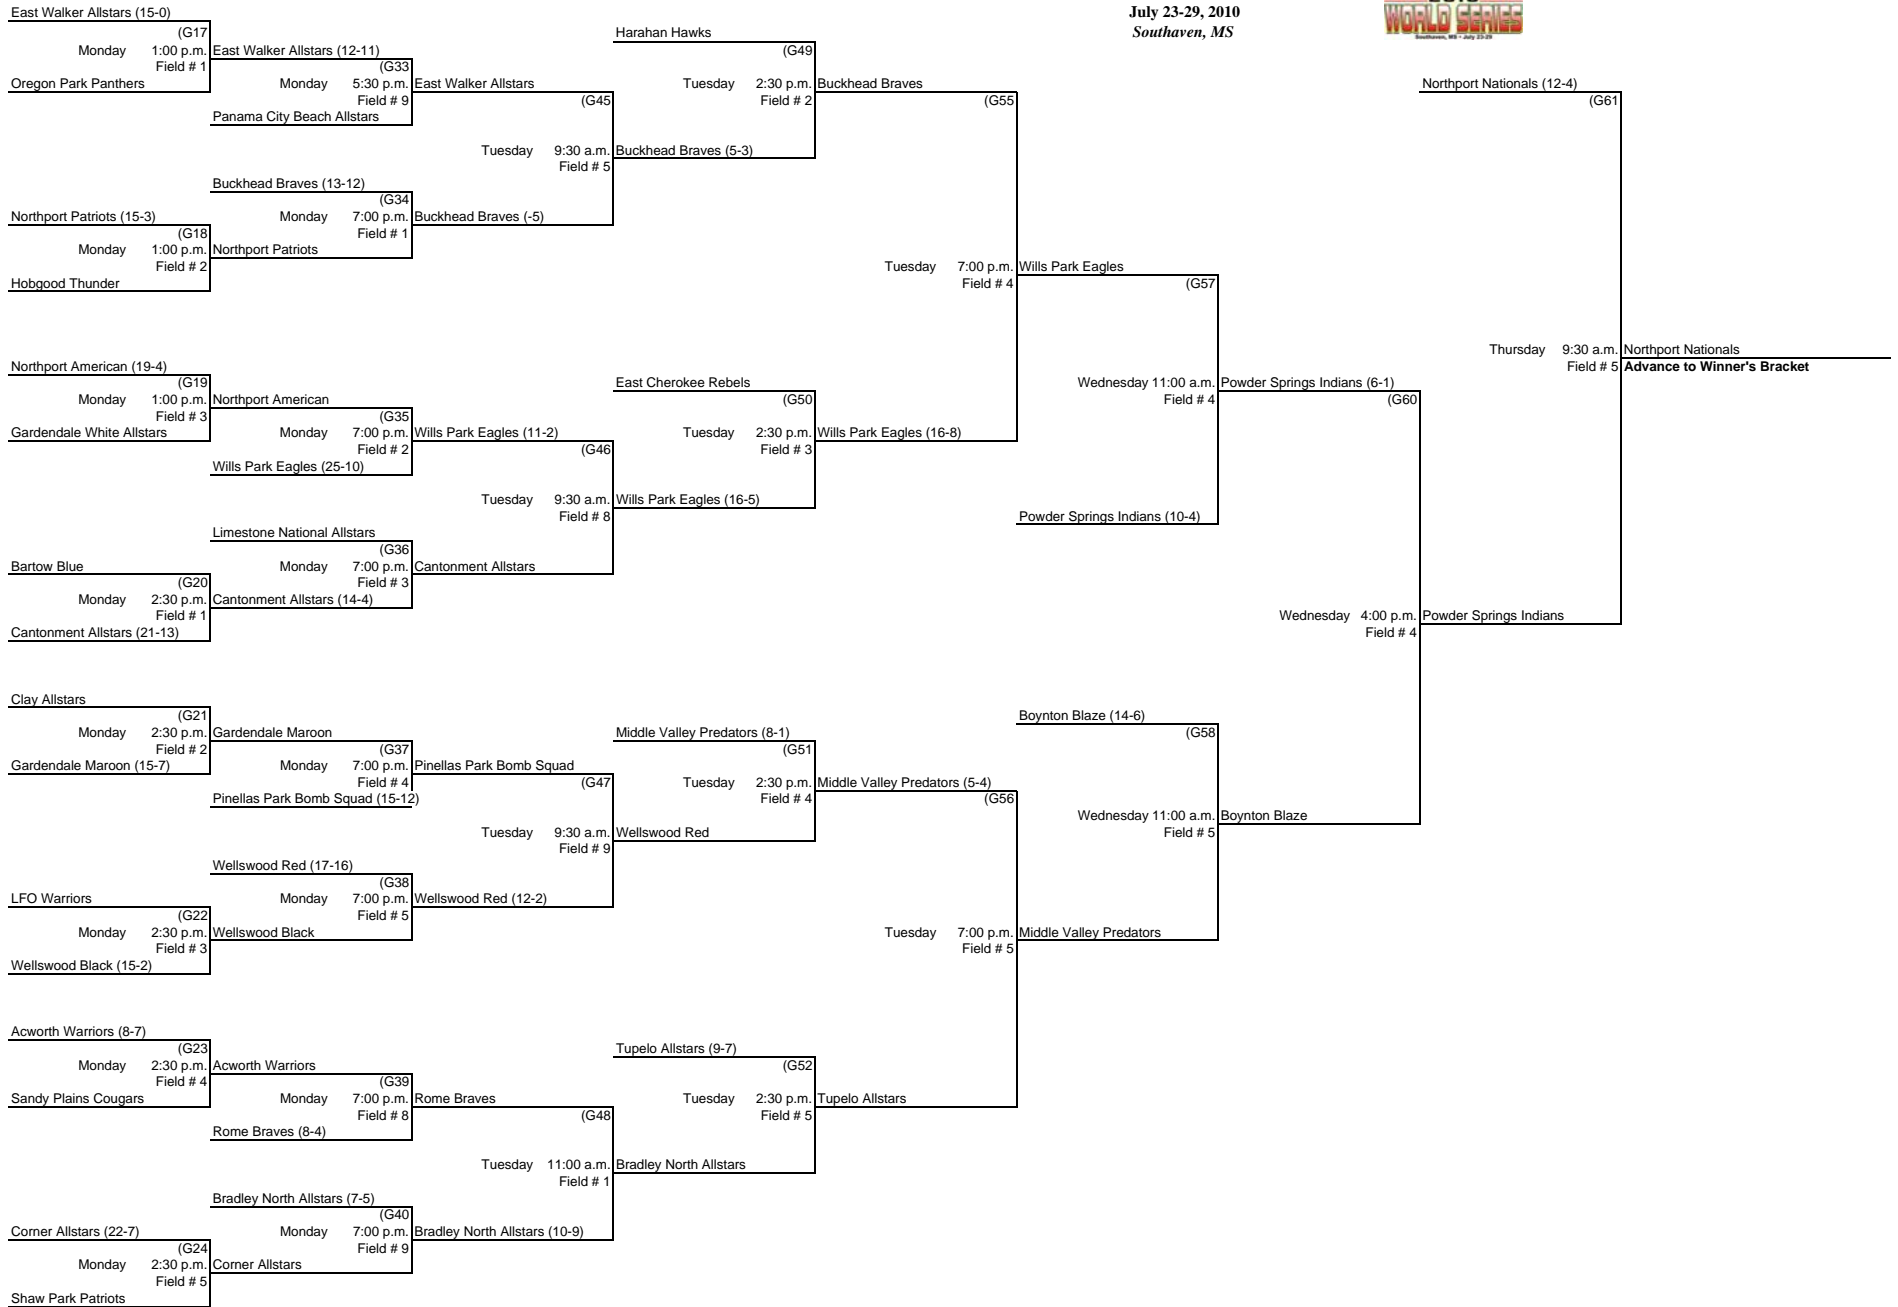 July 23-29, 2010
Southaven, MS
WORLD SERIES
Southaven, MS • July 23-29
East Walker Allstars (15-0)
(G17
Monday 1:00 p.m.
Field # 1
Oregon Park Panthers
Northport Patriots (15-3)
(G18
Monday 1:00 p.m.
Field # 2
Hobgood Thunder
Northport American (19-4)
(G19
Monday 1:00 p.m.
Field # 3
Gardendale White Allstars
Bartow Blue
(G20
Monday 2:30 p.m.
Field # 1
Cantonment Allstars (21-13)
Clay Allstars
(G21
Monday 2:30 p.m.
Field # 2
Gardendale Maroon (15-7)
LFO Warriors
(G22
Monday 2:30 p.m.
Field # 3
Wellswood Black (15-2)
Acworth Warriors (8-7)
(G23
Monday 2:30 p.m.
Field # 4
Sandy Plains Cougars
Corner Allstars (22-7)
(G24
Monday 2:30 p.m.
Field # 5
Shaw Park Patriots
East Walker Allstars (12-11)
(G33
Monday 5:30 p.m.
Field # 9
Panama City Beach Allstars
Buckhead Braves (13-12)
(G34
Monday 7:00 p.m.
Field # 1
Northport Patriots
Northport American
(G35
Monday 7:00 p.m.
Field # 2
Wills Park Eagles (25-10)
Limestone National Allstars
(G36
Monday 7:00 p.m.
Field # 3
Cantonment Allstars (14-4)
Gardendale Maroon
(G37
Monday 7:00 p.m.
Field # 4
Pinellas Park Bomb Squad (15-12)
Wellswood Red (17-16)
(G38
Monday 7:00 p.m.
Field # 5
Wellswood Black
Acworth Warriors
(G39
Monday 7:00 p.m.
Field # 8
Rome Braves (8-4)
Bradley North Allstars (7-5)
(G40
Monday 7:00 p.m.
Field # 9
Corner Allstars
East Walker Allstars
(G45
Tuesday 9:30 a.m.
Field # 5
Buckhead Braves (-5)
Wills Park Eagles (11-2)
(G46
Tuesday 9:30 a.m.
Field # 8
Cantonment Allstars
Pinellas Park Bomb Squad
(G47
Tuesday 9:30 a.m.
Field # 9
Wellswood Red (12-2)
Rome Braves
(G48
Tuesday 11:00 a.m.
Field # 1
Bradley North Allstars (10-9)
Harahan Hawks
(G49
Tuesday 2:30 p.m.
Field # 2
Buckhead Braves (5-3)
East Cherokee Rebels
(G50
Tuesday 2:30 p.m.
Field # 3
Wills Park Eagles (16-5)
Middle Valley Predators (8-1)
(G51
Tuesday 2:30 p.m.
Field # 4
Wellswood Red
Tupelo Allstars (9-7)
(G52
Tuesday 2:30 p.m.
Field # 5
Bradley North Allstars
Buckhead Braves
(G55
Tuesday 7:00 p.m.
Field # 4
Wills Park Eagles (16-8)
Middle Valley Predators (5-4)
(G56
Tuesday 7:00 p.m.
Field # 5
Tupelo Allstars
Wills Park Eagles
(G57
Wednesday 11:00 a.m.
Field # 4
Powder Springs Indians (10-4)
Boynton Blaze (14-6)
(G58
Wednesday 11:00 a.m.
Field # 5
Middle Valley Predators
Powder Springs Indians (6-1)
(G60
Wednesday 4:00 p.m.
Field # 4
Boynton Blaze
Northport Nationals (12-4)
(G61
Thursday 9:30 a.m.
Field # 5
Powder Springs Indians
Northport Nationals
Advance to Winner's Bracket